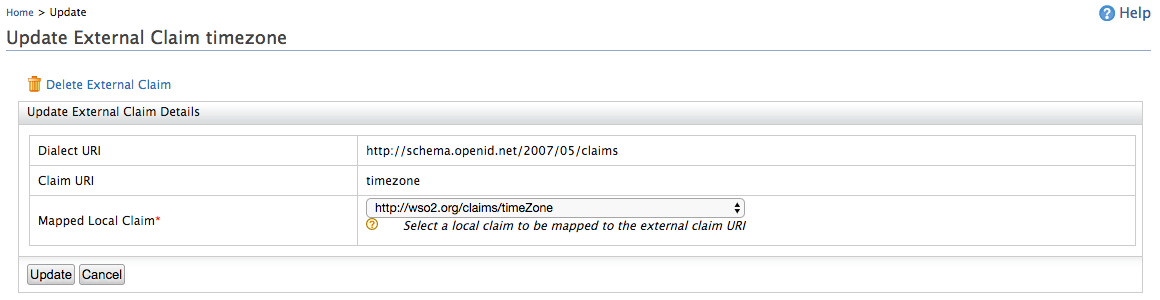 Home > Update
Help
Update External Claim timezone
Delete External Claim
Update External Claim Details
Dialect URI http://schema.openid.net/2007/05/claims
Claim URI timezone
Mapped Local Claim* http://wso2.org/claims/timeZone
Select a local claim to be mapped to the external claim URI
Update Cancel